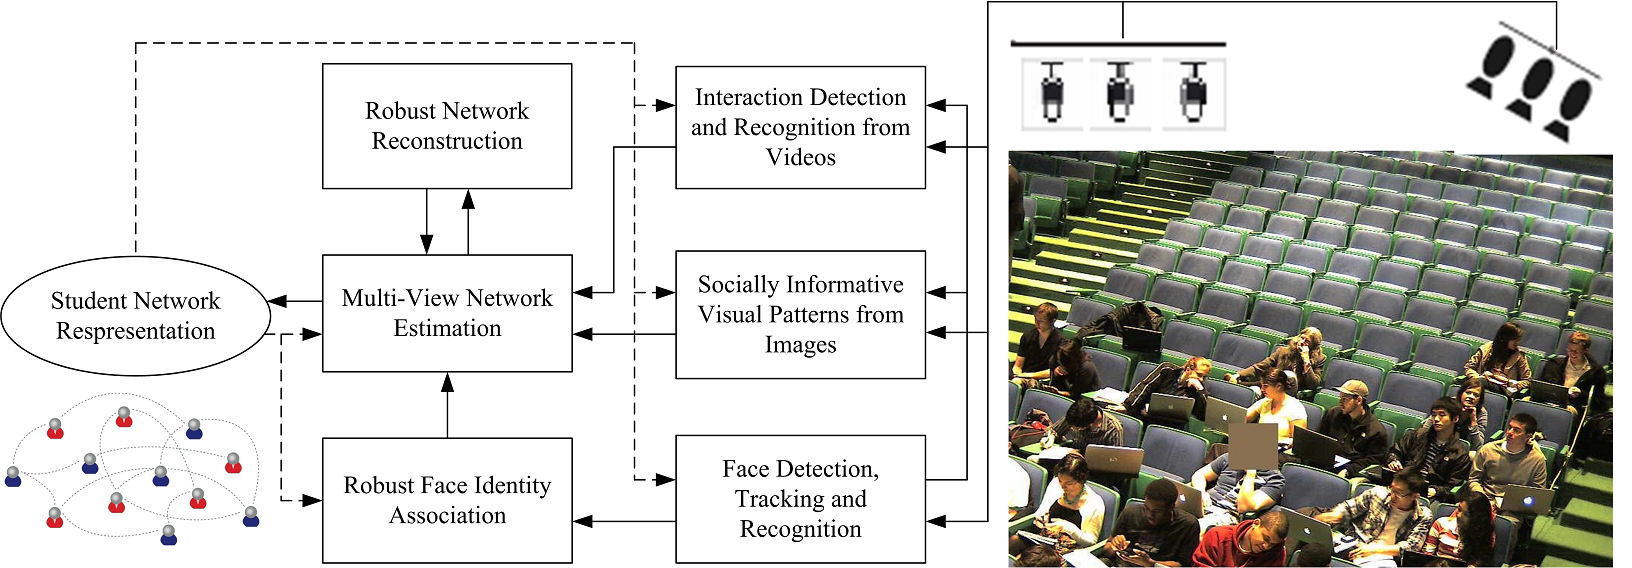 Robust Network
Reconstruction
Interaction Detection
and Recognition from
Videos
Student Network
Respresentation
Multi-View Network
Estimation
Socially Informative
Visual Patterns from
Images
Robust Face Identity
Association
Face Detection,
Tracking and
Recognition